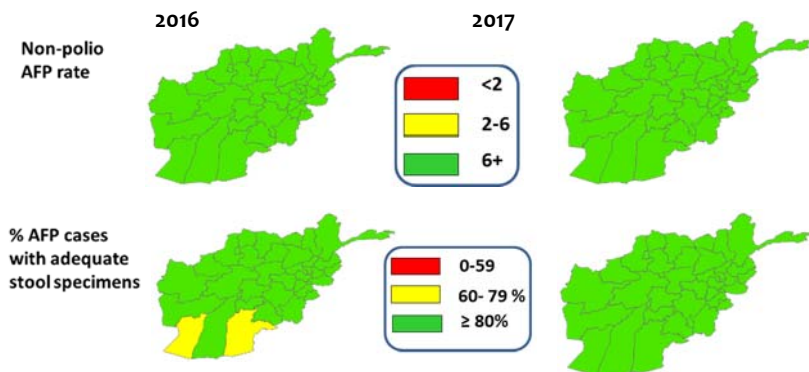 2016
2017
Non-polio
AFP rate
<2
2-6
6+
% AFP cases
with adequate
stool specimens
0-59
60- 79 %
≥ 80%